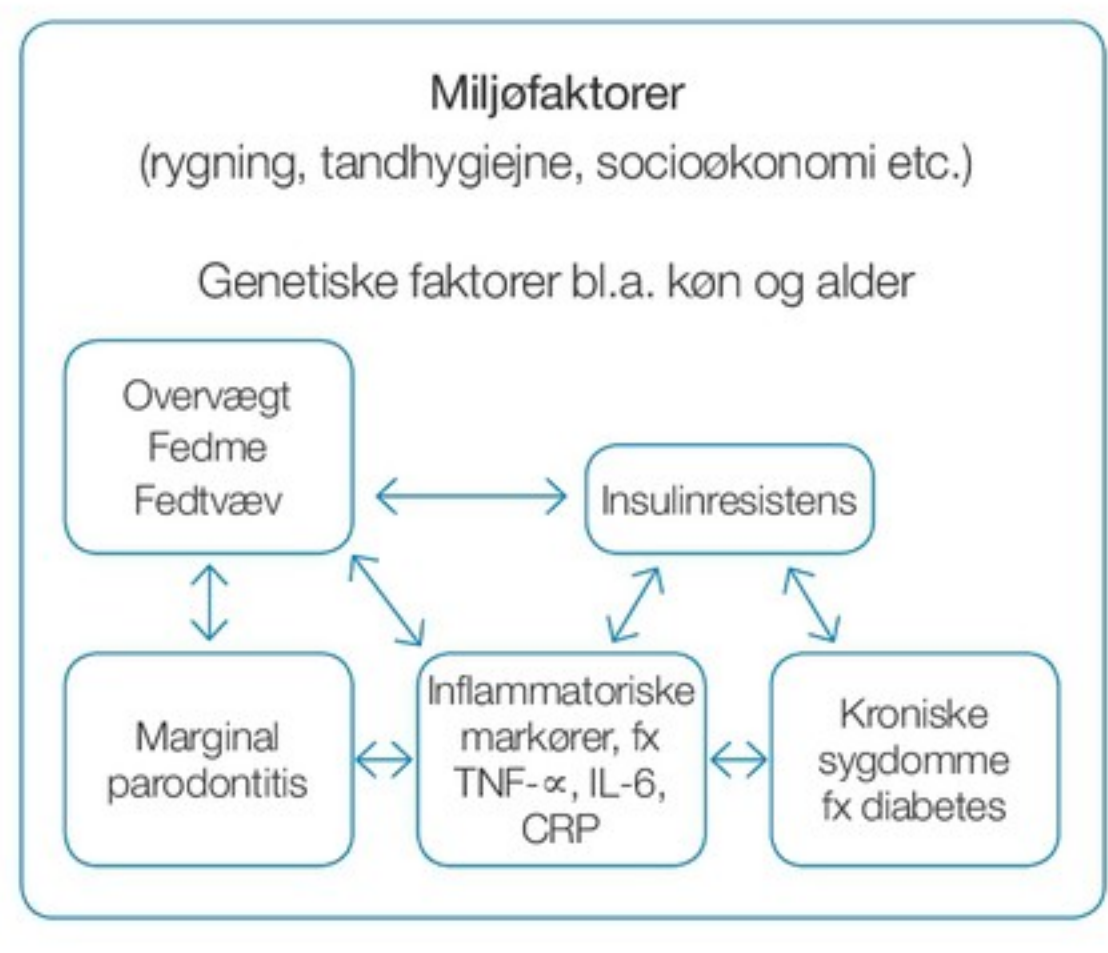 Miljøfaktorer
(rygning, tandhygiejne, socioøkonomi etc.)
Genetiske faktorer bl.a. køn og alder
Overvægt
Fedme
Fedtvæv
Insulinresistens
Marginal
parodontitis
Inflammatoriske
markører, fx
TNF-∝, IL-6,
CRP
Kroniske
sygdomme
fx diabetes